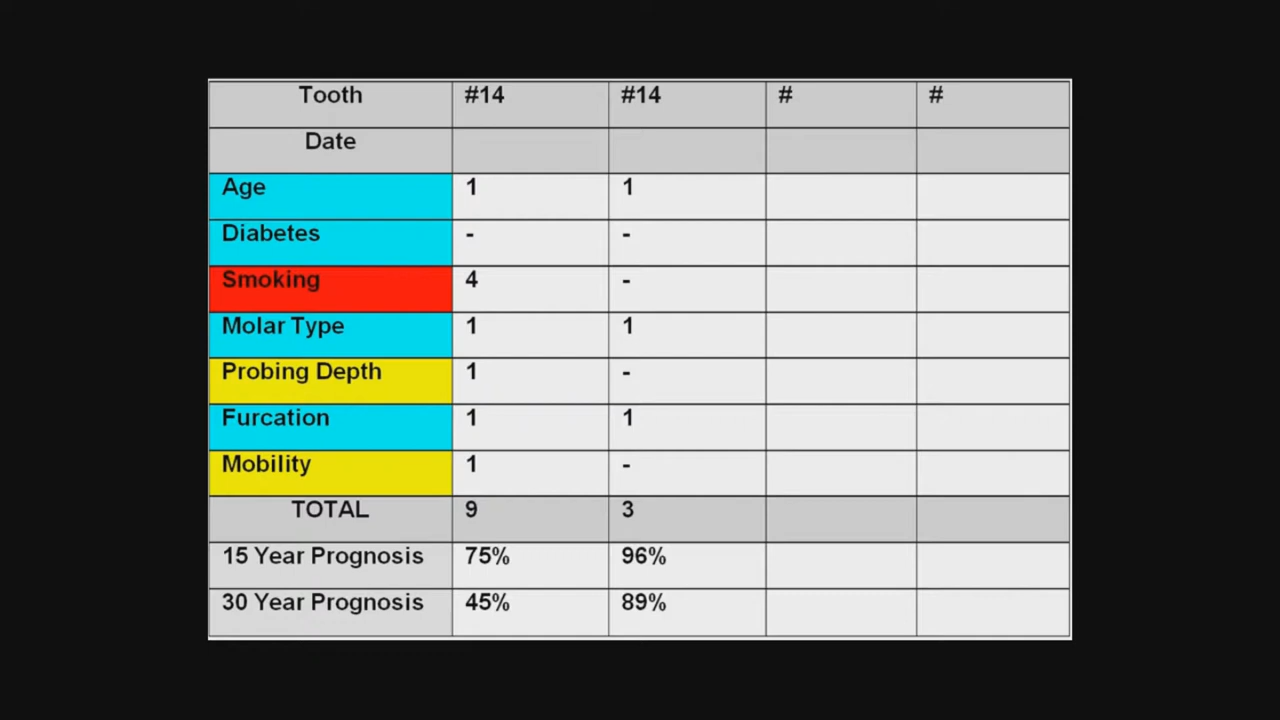 Tooth #14 #14 # #
Date
Age 1 1
Diabetes - -
Smoking 4 -
Molar Type 1 1
Probing Depth 1 -
Furcation 1 1
Mobility 1 -
TOTAL 9 3
15 Year Prognosis 75% 96%
30 Year Prognosis 45% 89%